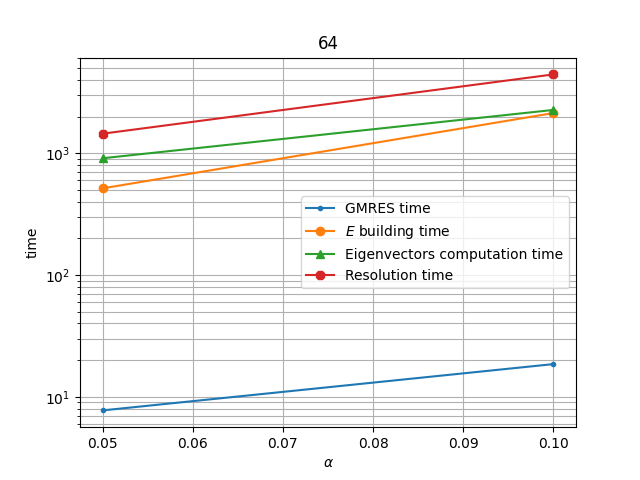 64
time
10³
10²
10¹
GMRES time
E building time
Eigenvectors computation time
Resolution time
0.05 0.06 0.07 0.08 0.09 0.10
α